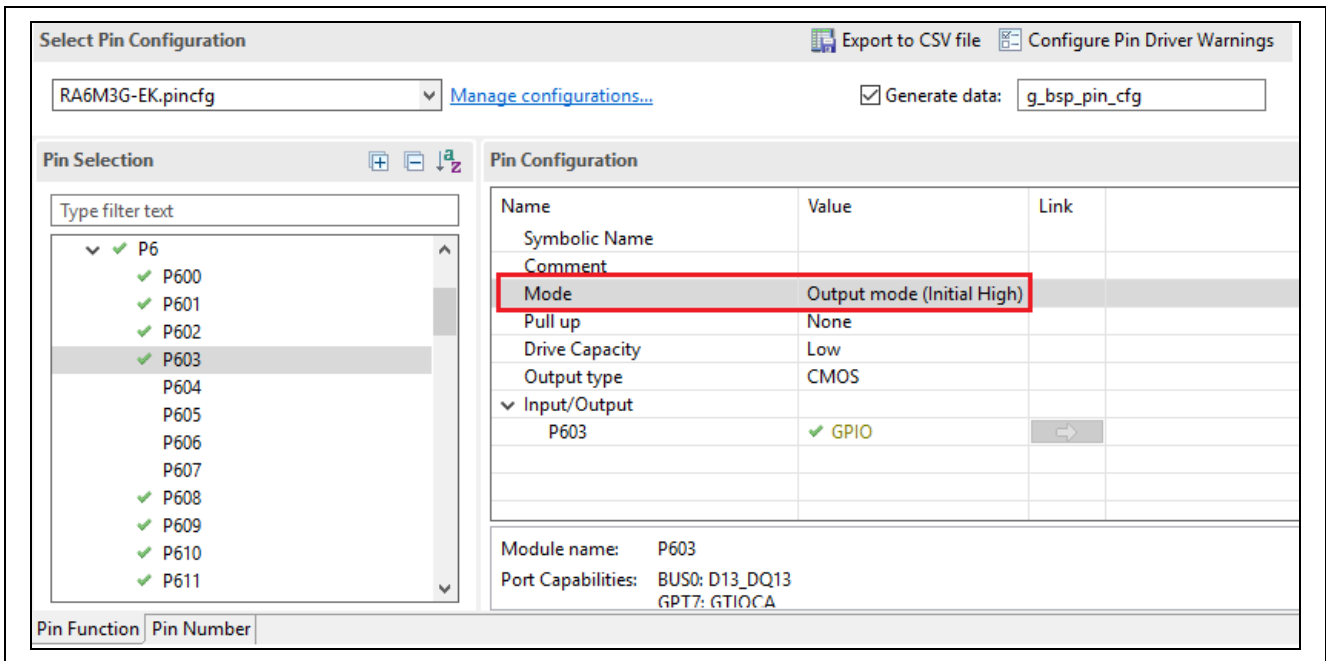 Select Pin Configuration Export to CSV file Configure Pin Driver Warnings
RA6M3G-EK.pincfg Manage configurations... Generate data: g_bsp_pin_cfg
Pin Selection
Type filter text
P6
P600
P601
P602
P603
P604
P605
P606
P607
P608
P609
P610
P611
Pin Configuration
Name Value Link
Symbolic Name
Comment
Mode Output mode (Initial High)
Pull up None
Drive Capacity Low
Output type CMOS
Input/Output
P603 GPIO
Module name: P603
Port Capabilities: BUS0: D13_DQ13
GPT7: GTIOCA
Pin Function Pin Number